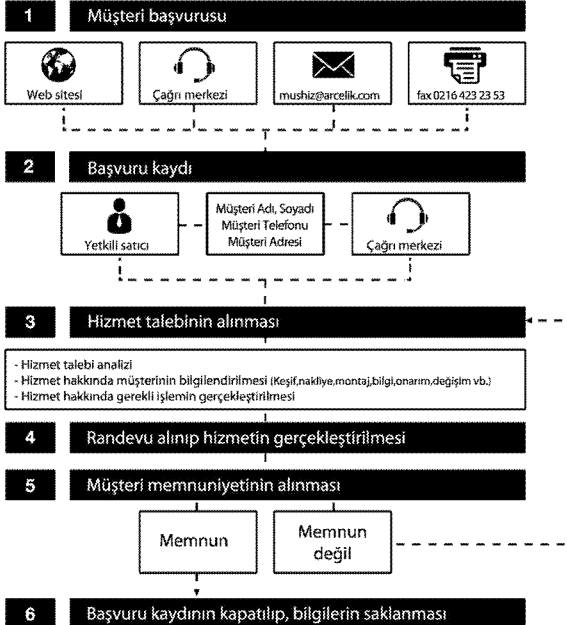 1 Müşteri başvurusu
Web sitesi
Çağrı merkezi
mushiz@arcelik.com
fax 0216 423 23 53
2 Başvuru kaydı
Yetkili satıcı
Müşteri Adı, Soyadı
Müşteri Telefonu
Müşteri Adresi
Çağrı merkezi
3 Hizmet talebinin alınması
- Hizmet talebi analizi
- Hizmet hakkında müşterinin bilgilendirilmesi (Keşif,nakliye,montaj,bilgi,onarım,değişim vb.)
- Hizmet hakkında gerekli işlemin gerçekleştirilmesi
4 Randevu alınıp hizmetin gerçekleştirilmesi
5 Müşteri memnuniyetinin alınması
Memnun
Memnun
değil
6 Başvuru kaydının kapatılıp, bilgilerin saklanması